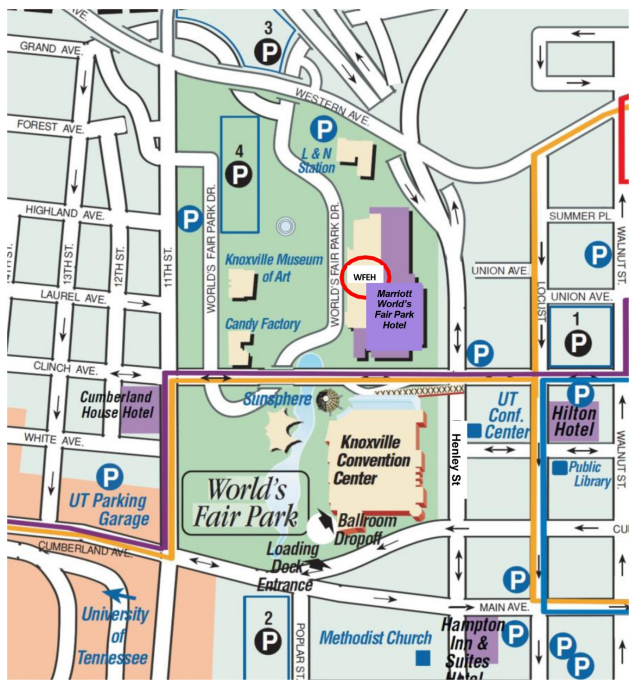 AVE.
GRAND AVE.
3
P
WESTERN AVE.
FOREST AVE.
4
P
P
L & N
Station
HIGHLAND AVE.
P
SUMMER PL
WALNUT ST.
13TH ST.
12TH ST.
11TH ST.
WORLD'S FAIR PARK DR.
WORLD'S FAIR PARK DR.
Knoxville Museum
of Art
WFEH
UNION AVE.
LOCUST ST.
UNION AVE.
LAUREL AVE.
Marriott
World's
Fair Park
Hotel
Candy Factory
1
P
P
CLINCH AVE.
Cumberland
House Hotel
Sunsphere
UT
Conf.
Center
P
Hilton
Hotel
WHITE AVE.
Knoxville
Convention
Center
Henley St
WALNUT ST.
P
UT Parking
Garage
Public
Library
World's
Fair Park
Ballroom
Dropoff
CU
CUMBERLAND AVE.
Loading
Dock
Entrance
P
University
of
Tennessee
2
P
POPLAR ST.
Methodist Church
MAIN AVE.
Hampton
Inn &
Suites
Hotel
P
P
P